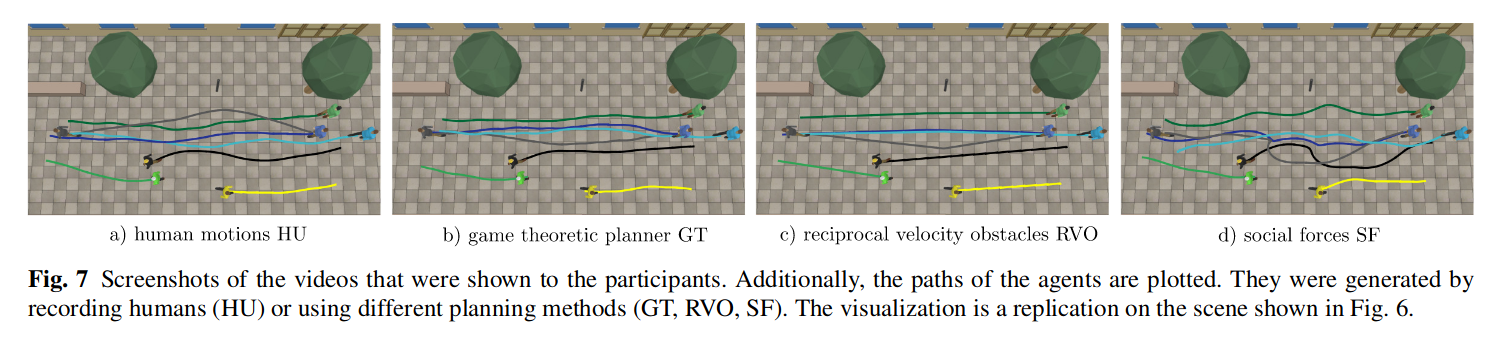 a) human motions HU
b) game theoretic planner GT
c) reciprocal velocity obstacles RVO
d) social forces SF
Fig. 7 Screenshots of the videos that were shown to the participants. Additionally, the paths of the agents are plotted. They were generated by
recording humans (HU) or using different planning methods (GT, RVO, SF). The visualization is a replication on the scene shown in Fig. 6.